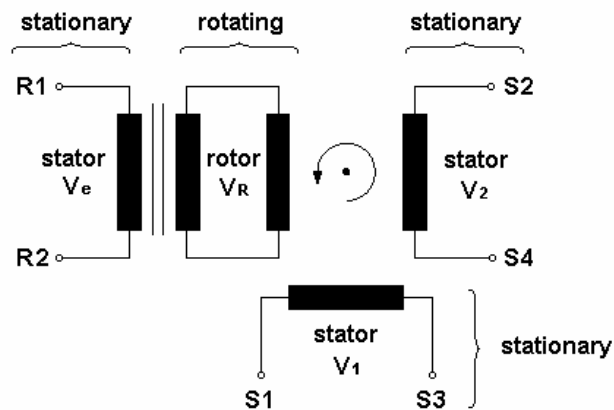 stationary
rotating
stationary
R1
S2
stator
Ve
rotor
VR
stator
V2
R2
S4
stator
V1
stationary
S1
S3